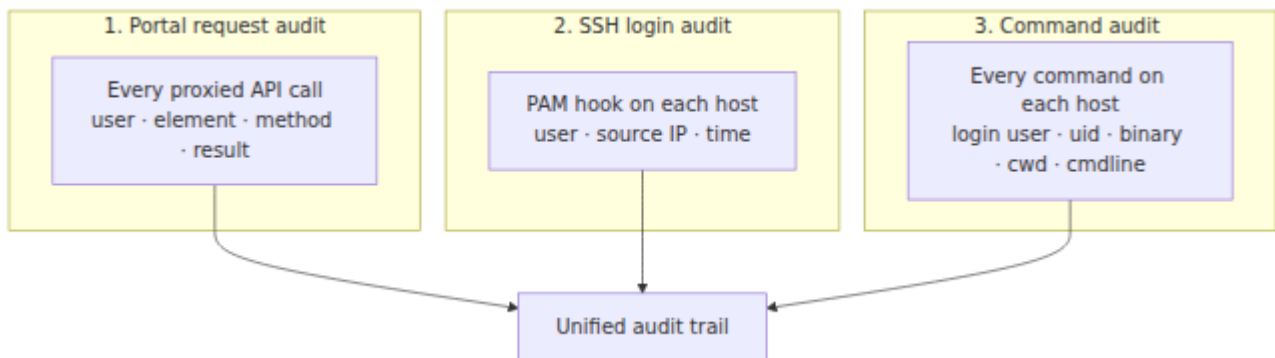 1. Portal request audit
Every proxied API call
user · element · method
· result
2. SSH login audit
PAM hook on each host
user · source IP · time
3. Command audit
Every command on
each host
login user · uid · binary
· cwd · cmdline
Unified audit trail